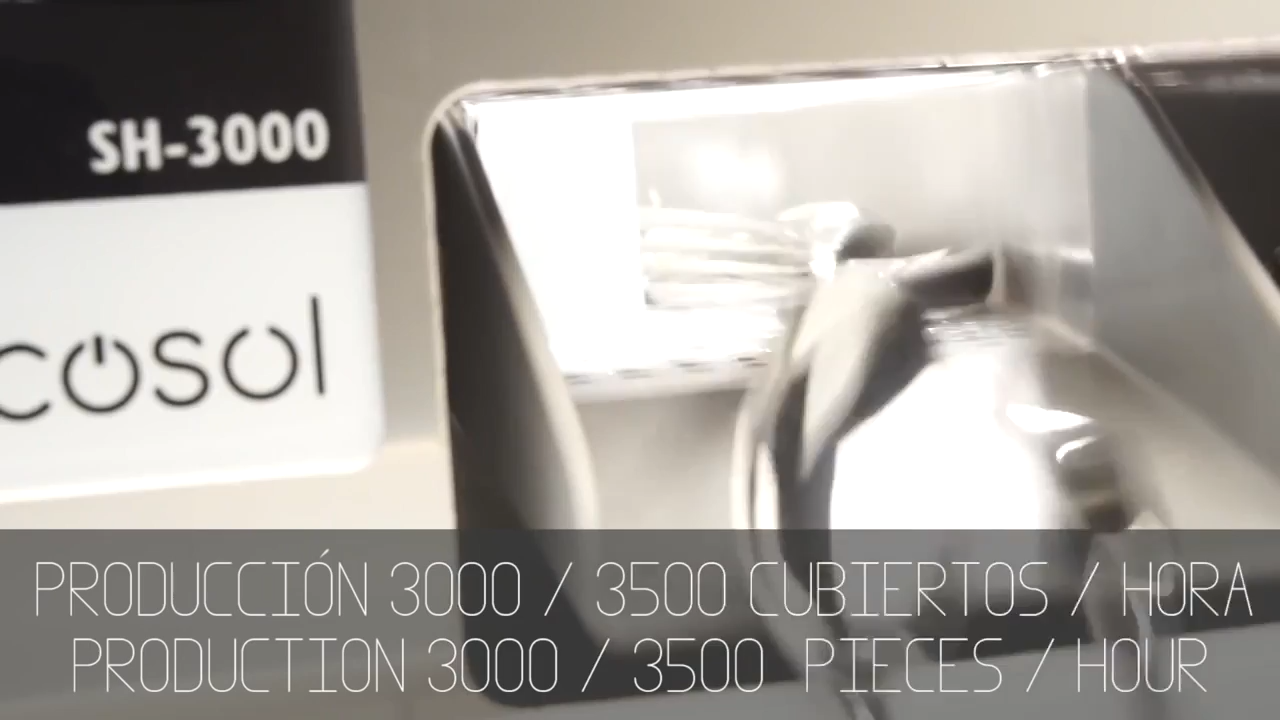 SH-3000
cosol
PRODUCCIÓN 3000 / 3500 CUBIERTOS / HORA
PRODUCTION 3000 / 3500 PIECES / HOUR